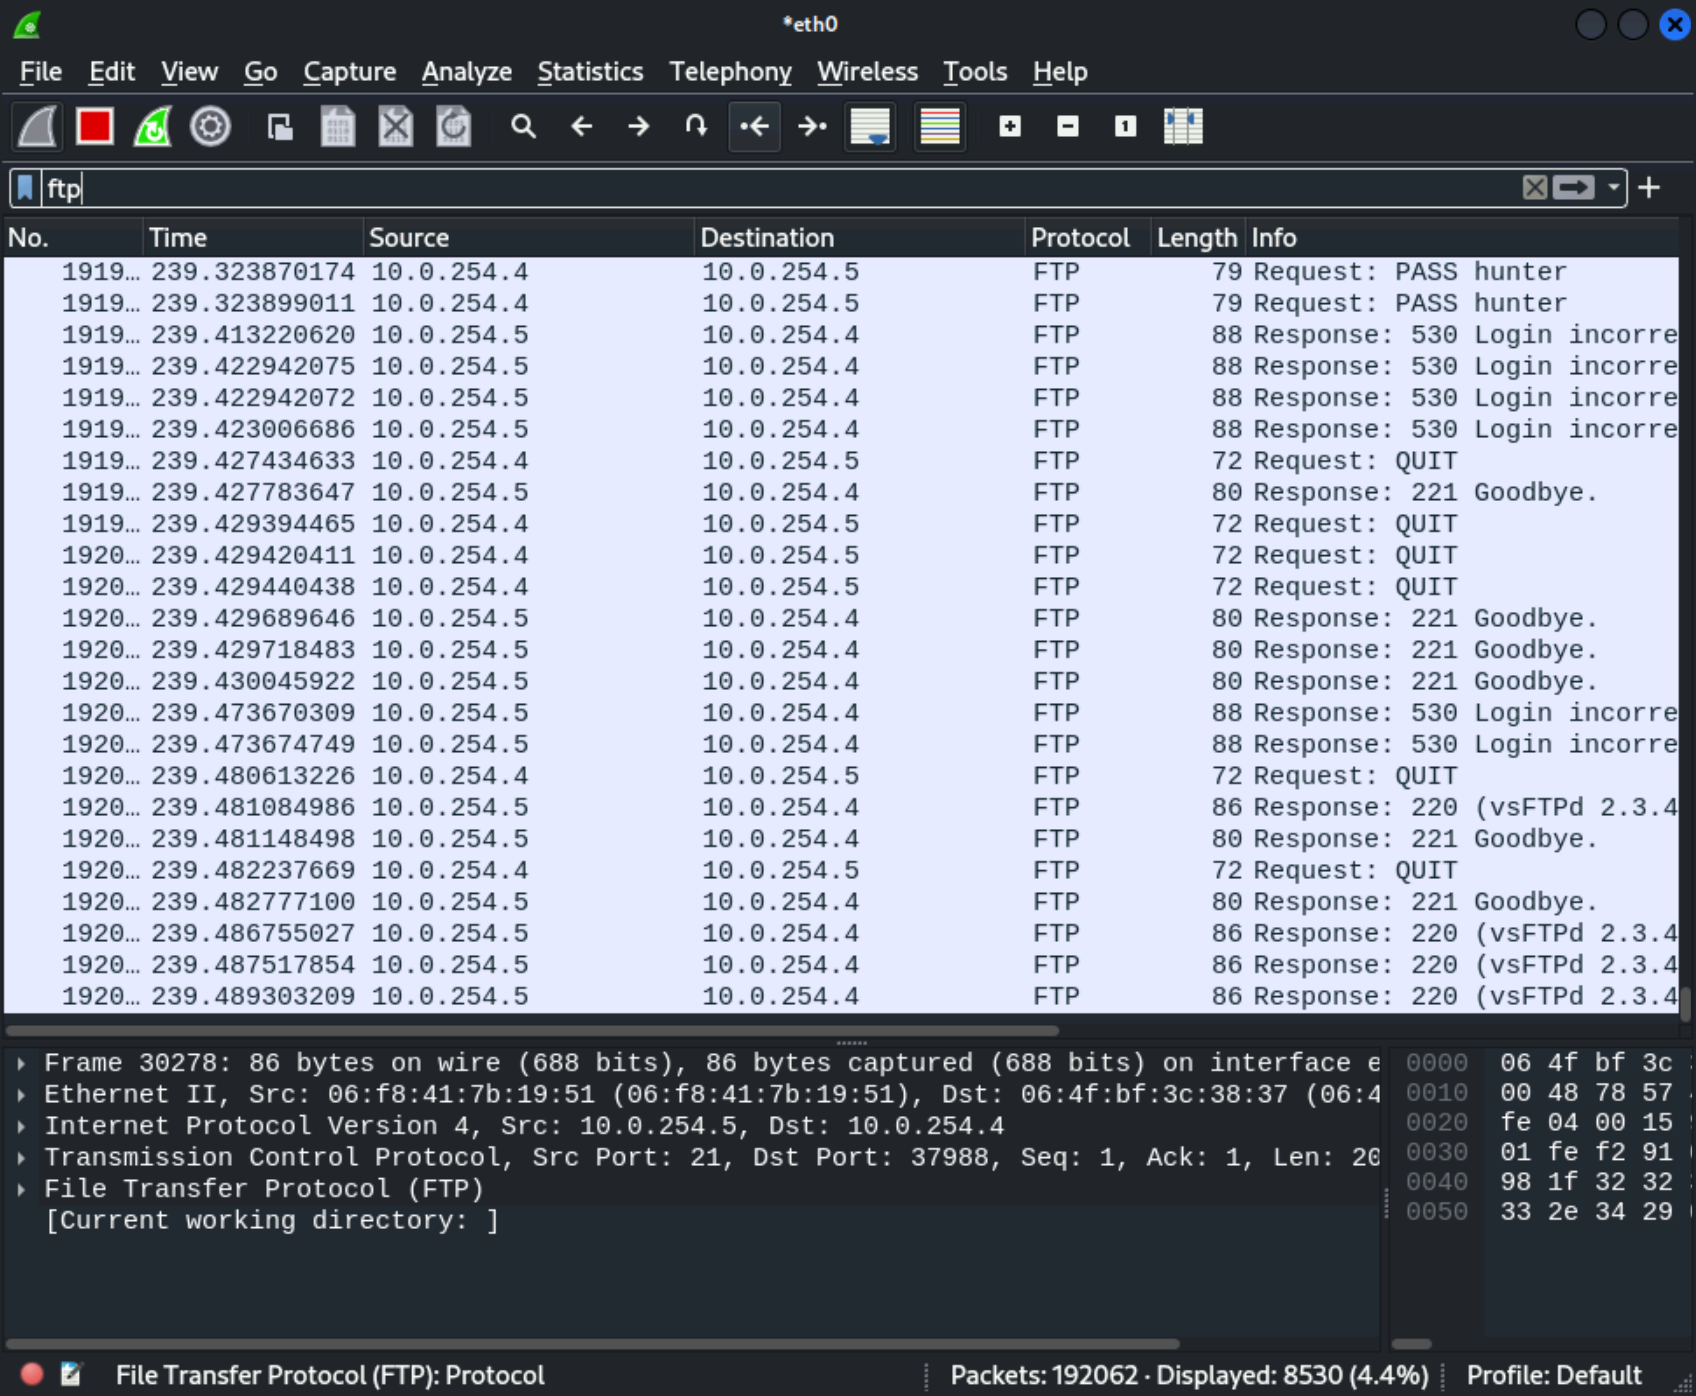 *eth0
File Edit View Go Capture Analyze Statistics Telephony Wireless Tools Help
ftp
No. Time Source Destination Protocol Length Info
1919… 239.323870174 10.0.254.4 10.0.254.5 FTP 79 Request: PASS hunter
1919… 239.323899011 10.0.254.4 10.0.254.5 FTP 79 Request: PASS hunter
1919… 239.413220620 10.0.254.5 10.0.254.4 FTP 88 Response: 530 Login incorre
1919… 239.422942075 10.0.254.5 10.0.254.4 FTP 88 Response: 530 Login incorre
1919… 239.422942072 10.0.254.5 10.0.254.4 FTP 88 Response: 530 Login incorre
1919… 239.423006686 10.0.254.5 10.0.254.4 FTP 88 Response: 530 Login incorre
1919… 239.427434633 10.0.254.4 10.0.254.5 FTP 72 Request: QUIT
1919… 239.427783647 10.0.254.5 10.0.254.4 FTP 80 Response: 221 Goodbye.
1919… 239.429394465 10.0.254.4 10.0.254.5 FTP 72 Request: QUIT
1920… 239.429420411 10.0.254.4 10.0.254.5 FTP 72 Request: QUIT
1920… 239.429440438 10.0.254.4 10.0.254.5 FTP 72 Request: QUIT
1920… 239.429689646 10.0.254.5 10.0.254.4 FTP 80 Response: 221 Goodbye.
1920… 239.429718483 10.0.254.5 10.0.254.4 FTP 80 Response: 221 Goodbye.
1920… 239.430045922 10.0.254.5 10.0.254.4 FTP 80 Response: 221 Goodbye.
1920… 239.473670309 10.0.254.5 10.0.254.4 FTP 88 Response: 530 Login incorre
1920… 239.473674749 10.0.254.5 10.0.254.4 FTP 88 Response: 530 Login incorre
1920… 239.480613226 10.0.254.4 10.0.254.5 FTP 72 Request: QUIT
1920… 239.481084986 10.0.254.5 10.0.254.4 FTP 86 Response: 220 (vsFTPd 2.3.4
1920… 239.481148498 10.0.254.5 10.0.254.4 FTP 80 Response: 221 Goodbye.
1920… 239.482237669 10.0.254.4 10.0.254.5 FTP 72 Request: QUIT
1920… 239.482777100 10.0.254.5 10.0.254.4 FTP 80 Response: 221 Goodbye.
1920… 239.486755027 10.0.254.5 10.0.254.4 FTP 86 Response: 220 (vsFTPd 2.3.4
1920… 239.487517854 10.0.254.5 10.0.254.4 FTP 86 Response: 220 (vsFTPd 2.3.4
1920… 239.489303209 10.0.254.5 10.0.254.4 FTP 86 Response: 220 (vsFTPd 2.3.4
Frame 30278: 86 bytes on wire (688 bits), 86 bytes captured (688 bits) on interface e
Ethernet II, Src: 06:f8:41:7b:19:51 (06:f8:41:7b:19:51), Dst: 06:4f:bf:3c:38:37 (06:4
Internet Protocol Version 4, Src: 10.0.254.5, Dst: 10.0.254.4
Transmission Control Protocol, Src Port: 21, Dst Port: 37988, Seq: 1, Ack: 1, Len: 20
File Transfer Protocol (FTP)
[Current working directory: ]
0000 06 4f bf 3c
0010 00 48 78 57
0020 fe 04 00 15
0030 01 fe f2 91
0040 98 1f 32 32
0050 33 2e 34 29
File Transfer Protocol (FTP): Protocol
Packets: 192062 · Displayed: 8530 (4.4%)
Profile: Default